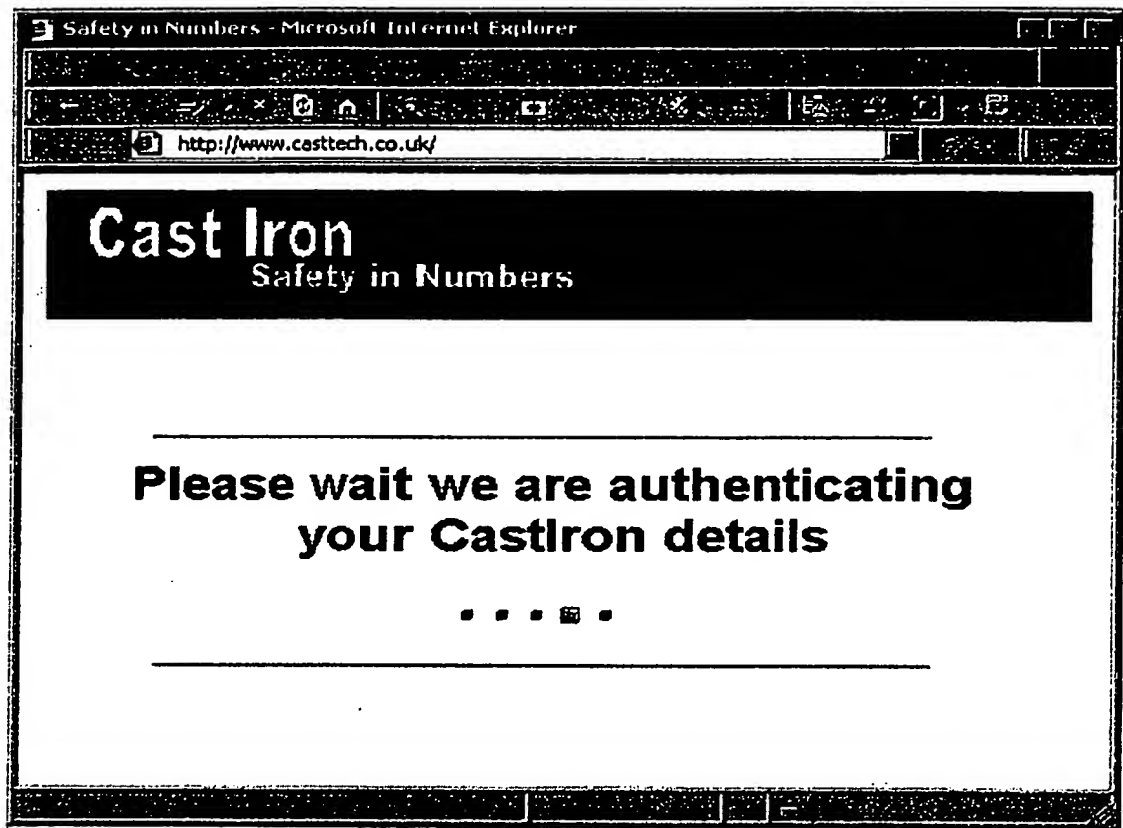 Safety in Numbers - Microsoft Internet Explorer
http://www.casttech.co.uk/
Cast Iron
Safety in Numbers
Please wait we are authenticating
your CastIron details